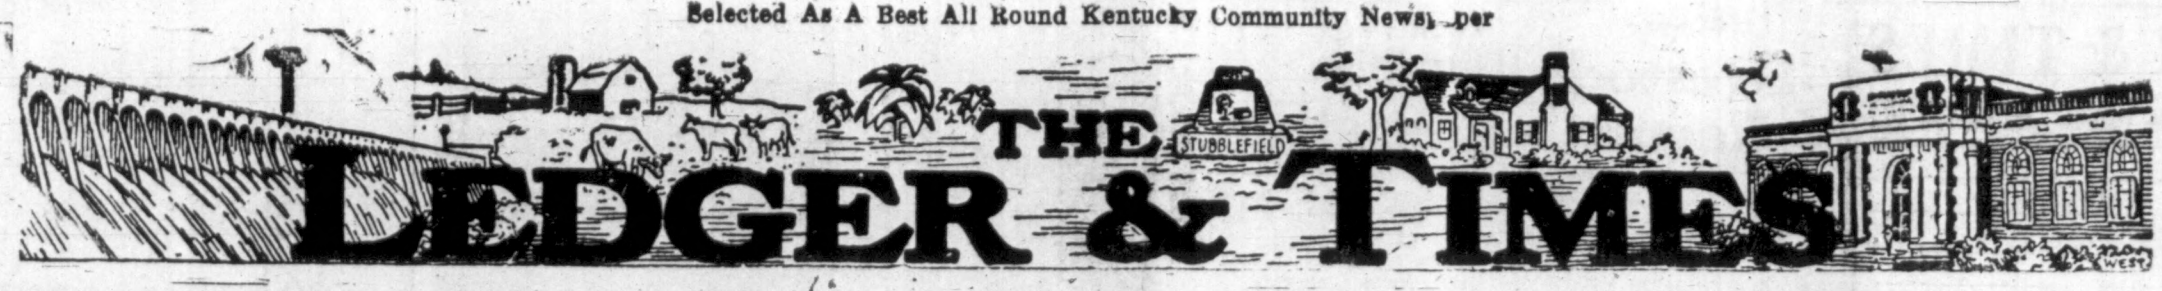 Selected As A Best All Round Kentucky Community
THE
STUBBLEFIELD
LEDGER & TIMES
WEST